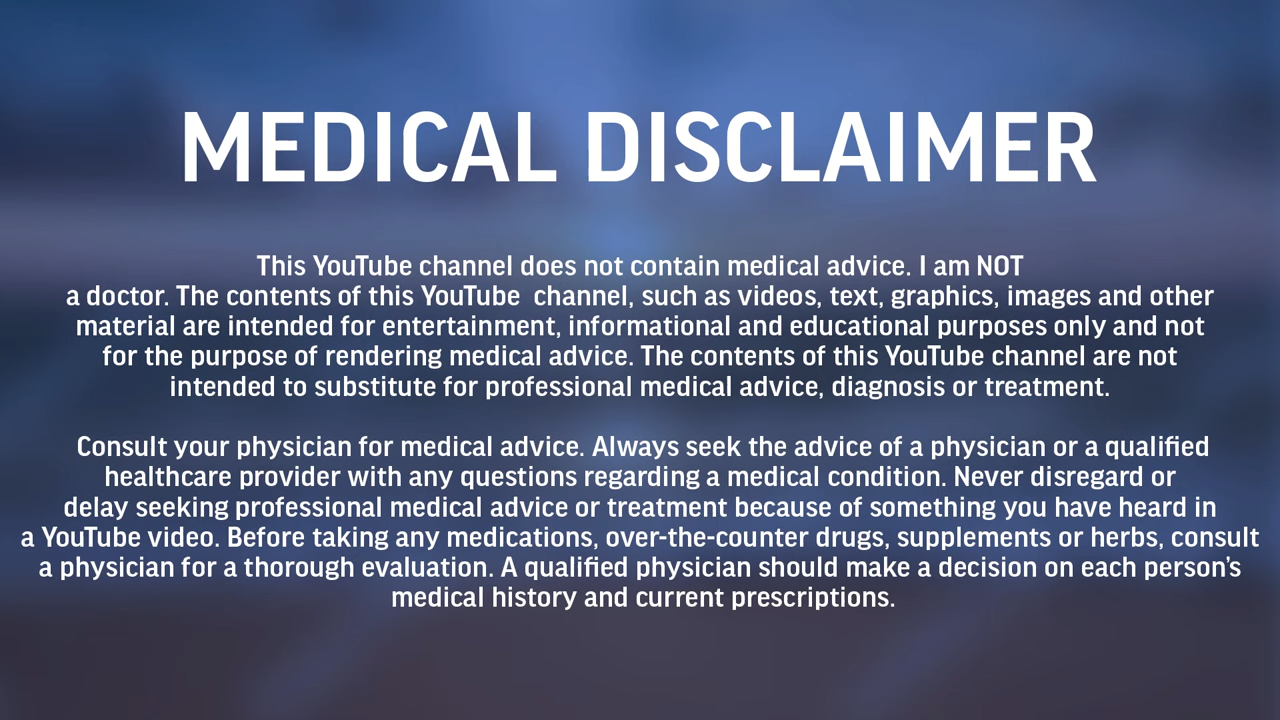 MEDICAL DISCLAIMER
This YouTube channel does not contain medical advice. I am NOT
a doctor. The contents of this YouTube  channel, such as videos, text, graphics, images and other
material are intended for entertainment, informational and educational purposes only and not
for the purpose of rendering medical advice. The contents of this YouTube channel are not
intended to substitute for professional medical advice, diagnosis or treatment.
Consult your physician for medical advice. Always seek the advice of a physician or a qualified
healthcare provider with any questions regarding a medical condition. Never disregard or
delay seeking professional medical advice or treatment because of something you have heard in
a YouTube video. Before taking any medications, over-the-counter drugs, supplements or herbs, consult
a physician for a thorough evaluation. A qualified physician should make a decision on each person’s
medical history and current prescriptions.